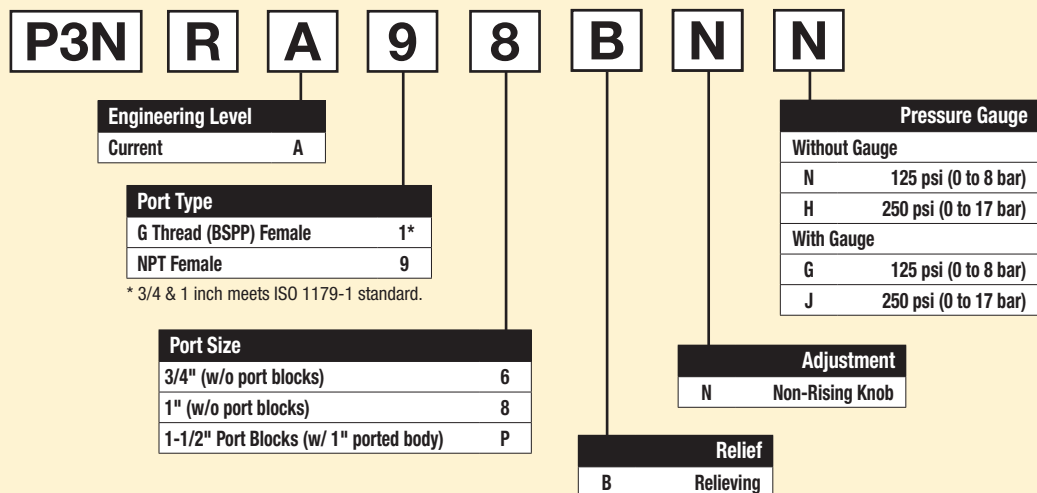 P3N R A 9 8 B N N
Engineering Level
Current A
Port Type
G Thread (BSPP) Female 1*
NPT Female 9
* 3/4 & 1 inch meets ISO 1179-1 standard.
Port Size
3/4" (w/o port blocks) 6
1" (w/o port blocks) 8
1-1/2" Port Blocks (w/ 1" ported body) P
Relief
B Relieving
Adjustment
N Non-Rising Knob
Pressure Gauge
Without Gauge
N 125 psi (0 to 8 bar)
H 250 psi (0 to 17 bar)
With Gauge
G 125 psi (0 to 8 bar)
J 250 psi (0 to 17 bar)